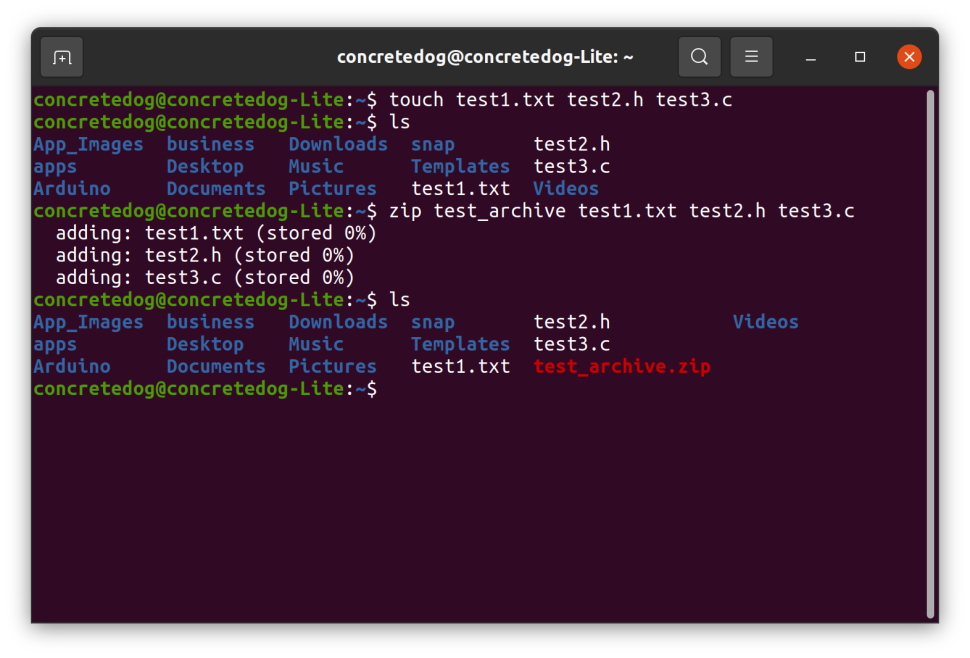 concretedog@concretedog-Lite: ~
concretedog@concretedog-Lite:~$ touch test1.txt test2.h test3.c
concretedog@concretedog-Lite:~$ ls
App_Images  business   Downloads  snap       test2.h
apps        Desktop    Music      Templates  test3.c
Arduino     Documents  Pictures   test1.txt  Videos
concretedog@concretedog-Lite:~$ zip test_archive test1.txt test2.h test3.c
  adding: test1.txt (stored 0%)
  adding: test2.h (stored 0%)
  adding: test3.c (stored 0%)
concretedog@concretedog-Lite:~$ ls
App_Images  business   Downloads  snap       test2.h           Videos
apps        Desktop    Music      Templates  test3.c
Arduino     Documents  Pictures   test1.txt  test_archive.zip
concretedog@concretedog-Lite:~$